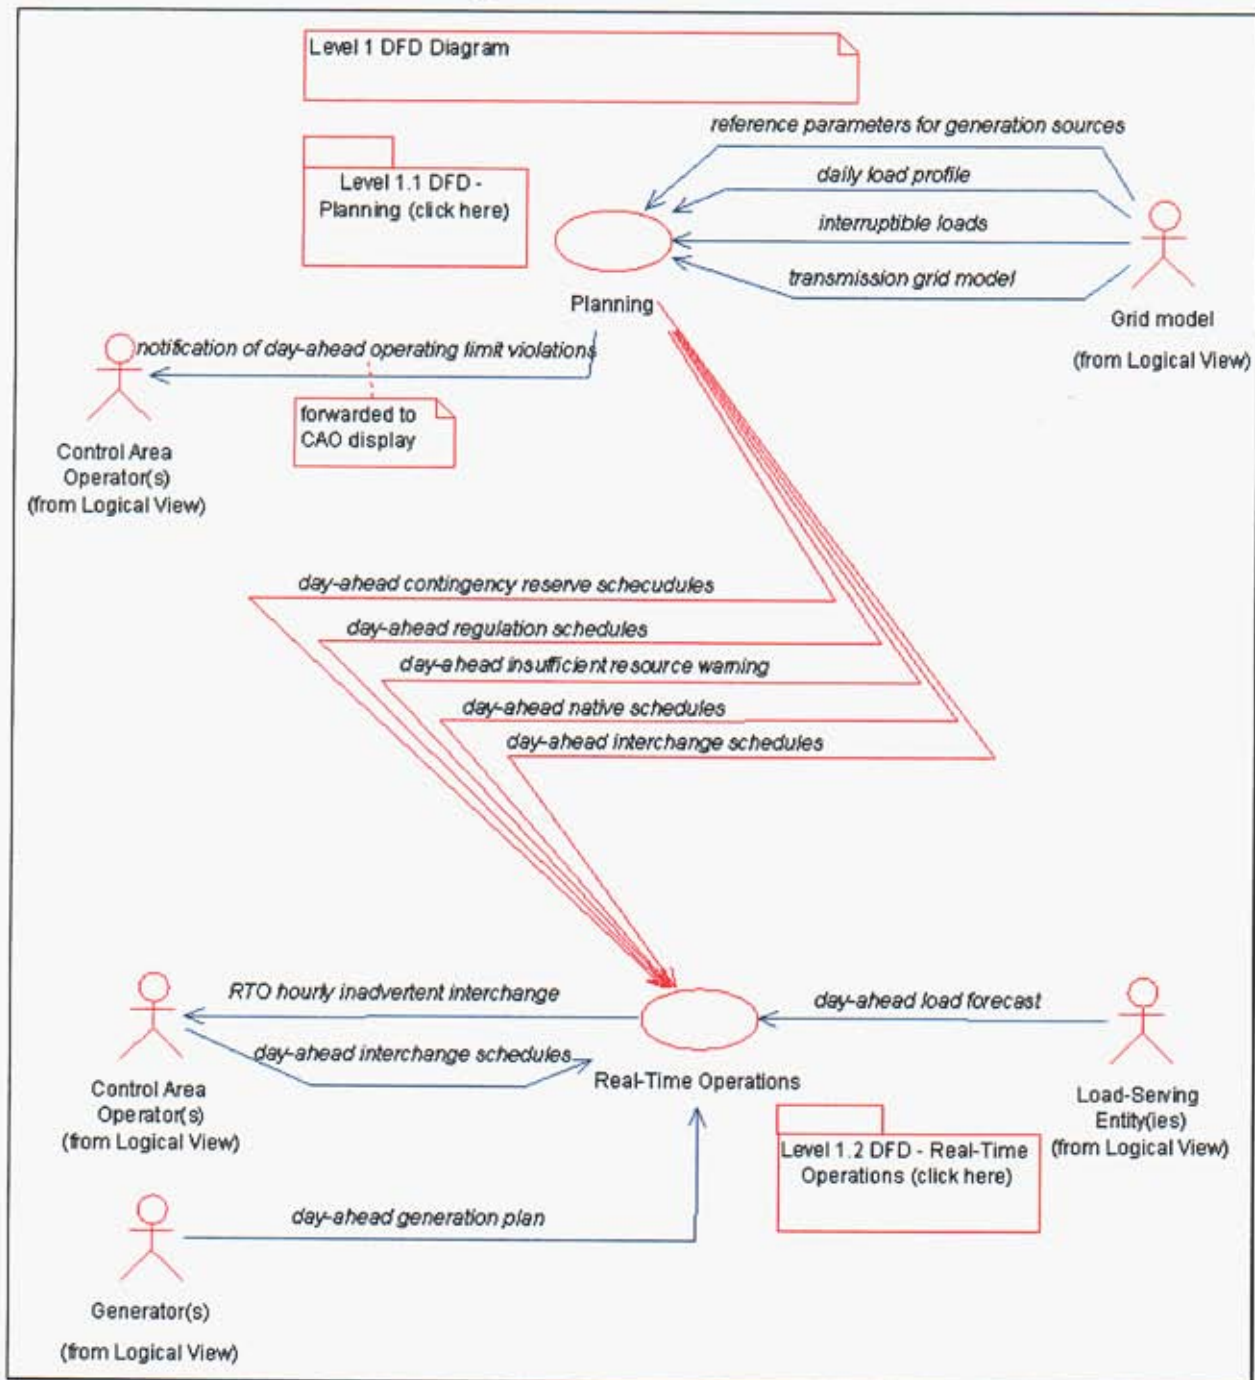 Level 1 DFD Diagram
reference parameters for generation sources
Level 1.1 DFD -
Planning (click here)
daily load profile
interruptible loads
transmission grid model
Planning
Grid model
(from Logical View)
notification of day-ahead operating limit violations
forwarded to
CAO display
Control Area
Operator(s)
(from Logical View)
day-ahead contingency reserve schecudules
day-ahead regulation schedules
day-ahead insufficient resource warning
day-ahead native schedules
day-ahead interchange schedules
RTO hourly inadvertent interchange
day-ahead load forecast
day-ahead interchange schedules
Real-Time Operations
Control Area
Operator(s)
(from Logical View)
Load-Serving
Entity(ies)
(from Logical View)
Level 1.2 DFD - Real-Time
Operations (click here)
day-ahead generation plan
Generator(s)
(from Logical View)